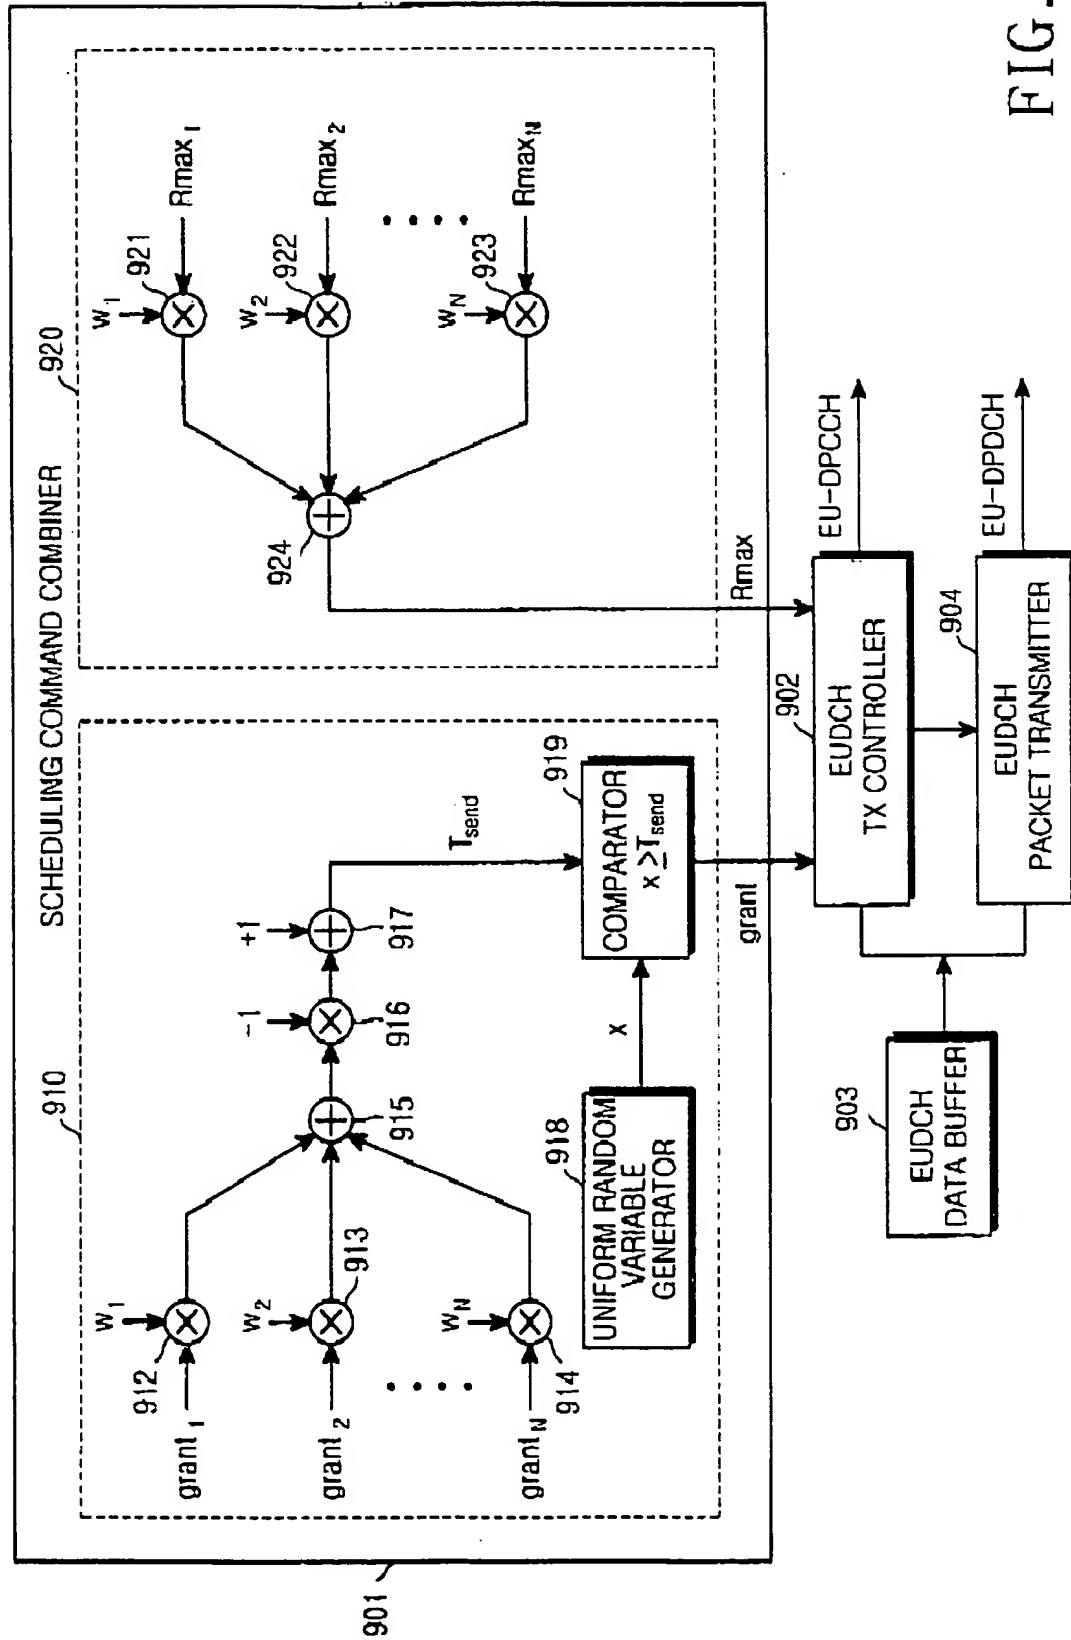 SCHEDULING COMMAND COMBINER
901
910
grant1
w1
912
grant2
w2
913
grantN
wN
914
915
-1
916
+1
917
Tsend
UNIFORM RANDOM
VARIABLE
GENERATOR
918
x
COMPARATOR
x ≥ Tsend
919
grant
920
w1
921
Rmax1
w2
922
Rmax2
wN
923
RmaxN
924
Rmax
EUDCH
TX CONTROLLER
902
EU-DPCCH
903
EUDCH
DATA BUFFER
EUDCH
PACKET TRANSMITTER
904
EU-DPDCH
FIG.